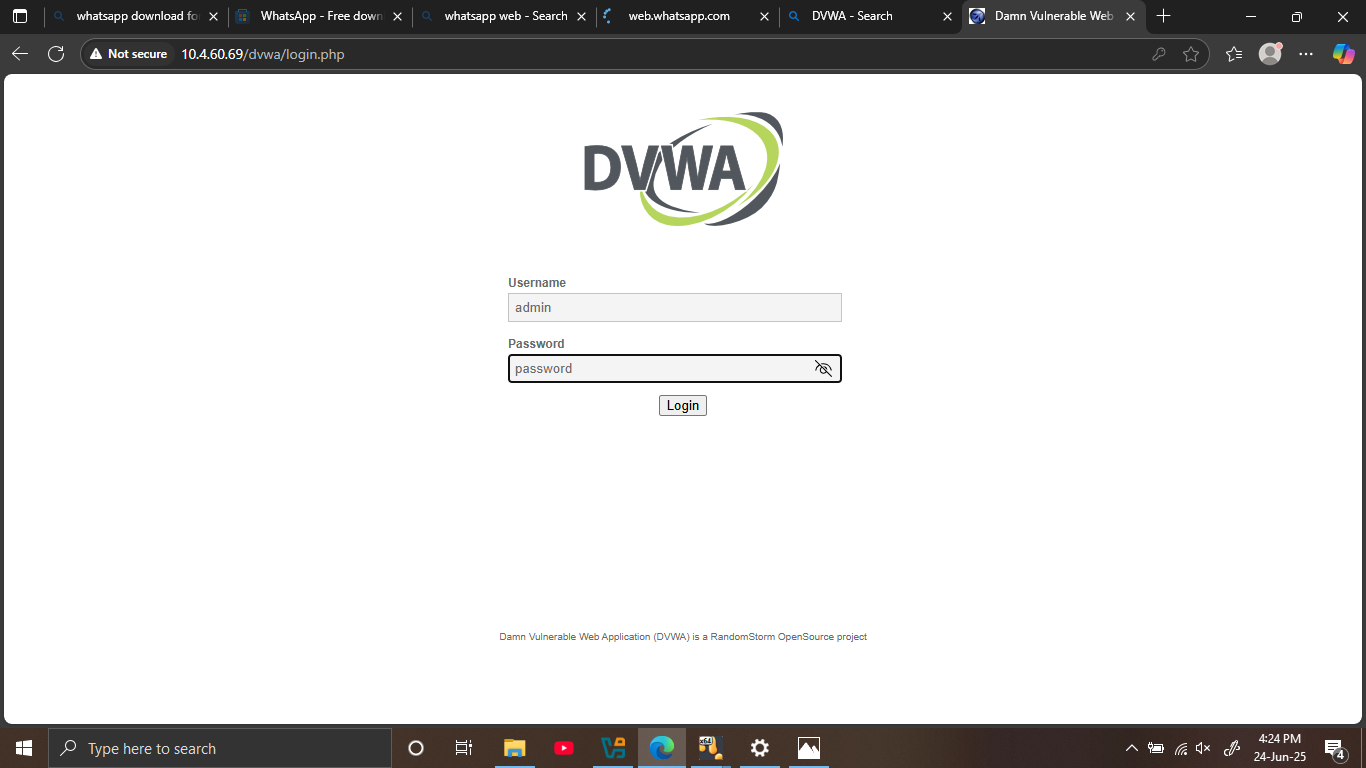 whatsapp download fo
WhatsApp - Free down
whatsapp web - Search
web.whatsapp.com
DVWA - Search
Damn Vulnerable Web
Not secure
10.4.60.69/dvwa/login.php
DVWA
Username
admin
Password
password
Login
Damn Vulnerable Web Application (DVWA) is a RandomStorm OpenSource project
Type here to search
x64
4:24 PM
24-Jun-25
4